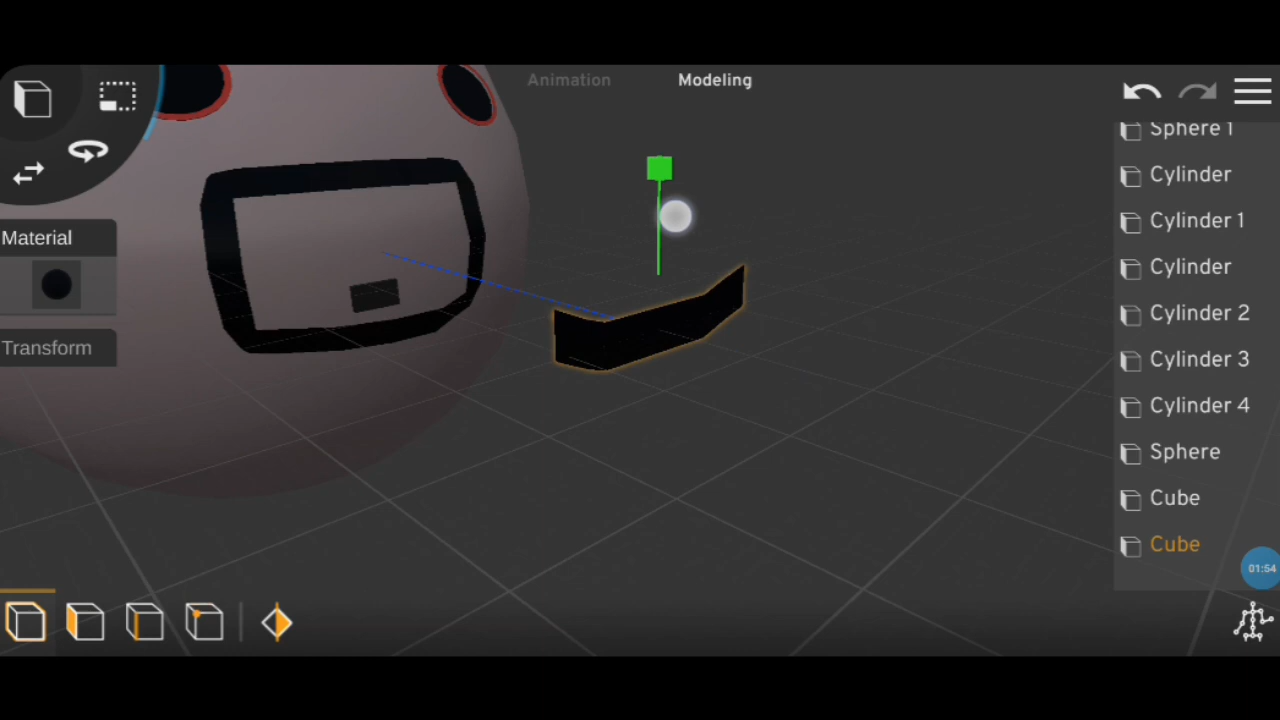 Animation
Modeling
Material
Transform
Sphere 1
Cylinder
Cylinder 1
Cylinder
Cylinder 2
Cylinder 3
Cylinder 4
Sphere
Cube
Cube
01:54